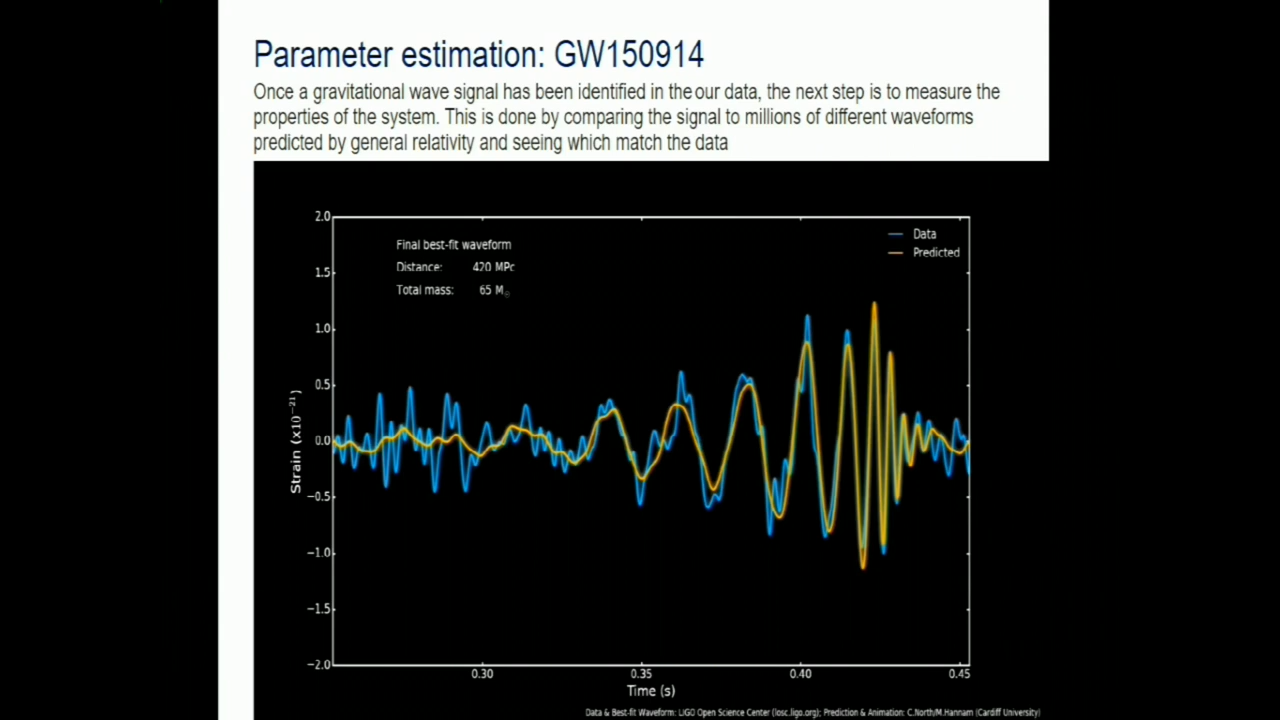 Parameter estimation: GW150914
Once a gravitational wave signal has been identified in the our data, the next step is to measure the
properties of the system. This is done by comparing the signal to millions of different waveforms
predicted by general relativity and seeing which match the data
2.0
1.5
1.0
0.5
0.0
−0.5
−1.0
−1.5
−2.0
Strain (x10⁻²¹)
Final best-fit waveform
Distance: 420 MPc
Total mass: 65 M☉
Data
Predicted
0.30 0.35 0.40 0.45
Time (s)
Data & Best-fit Waveform: LIGO Open Science Center (losc.ligo.org); Prediction & Animation: C.North/M.Hannam (Cardiff University)